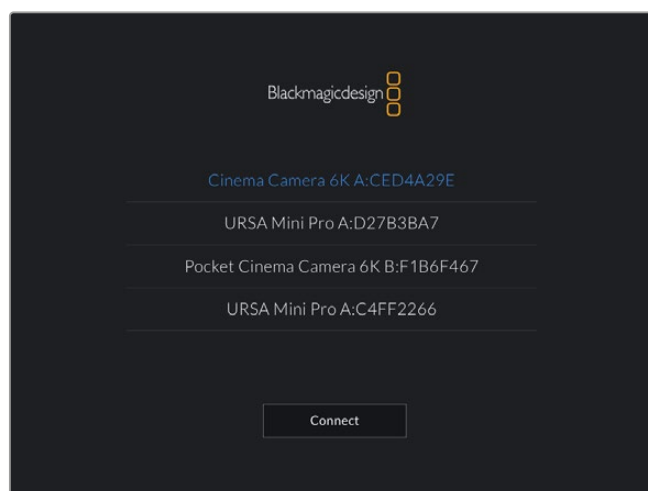 Blackmagicdesign
Cinema Camera 6K A:CED4A29E
URSA Mini Pro A:D27B3BA7
Pocket Cinema Camera 6K B:F1B6F467
URSA Mini Pro A:C4FF2266
Connect